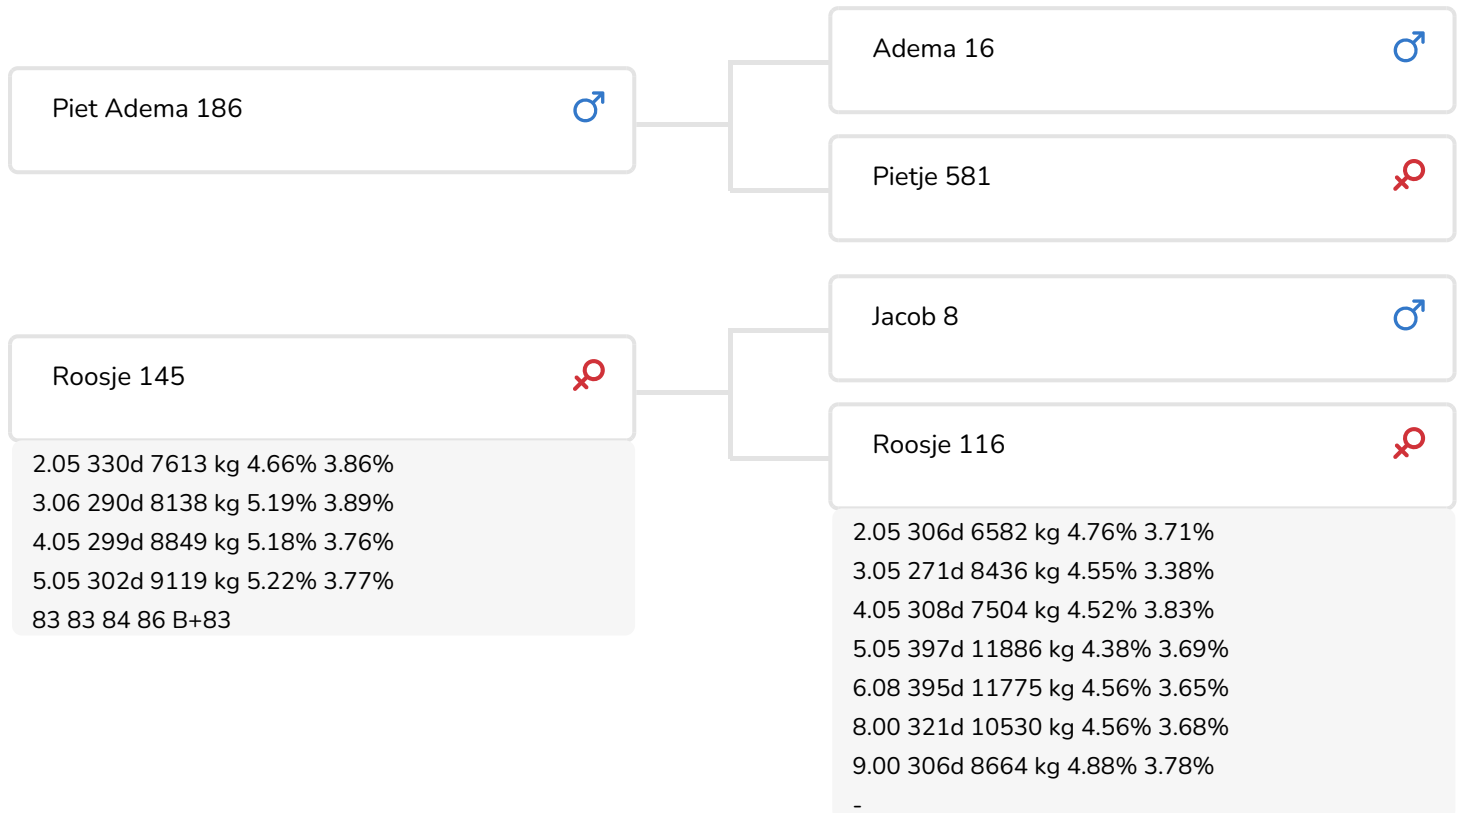 Piet Adema 186
Adema 16
Pietje 581
Roosje 145
2.05 330d 7613 kg 4.66% 3.86%
3.06 290d 8138 kg 5.19% 3.89%
4.05 299d 8849 kg 5.18% 3.76%
5.05 302d 9119 kg 5.22% 3.77%
83 83 84 86 B+83
Jacob 8
Roosje 116
2.05 306d 6582 kg 4.76% 3.71%
3.05 271d 8436 kg 4.55% 3.38%
4.05 308d 7504 kg 4.52% 3.83%
5.05 397d 11886 kg 4.38% 3.69%
6.08 395d 11775 kg 4.56% 3.65%
8.00 321d 10530 kg 4.56% 3.68%
9.00 306d 8664 kg 4.88% 3.78%
-